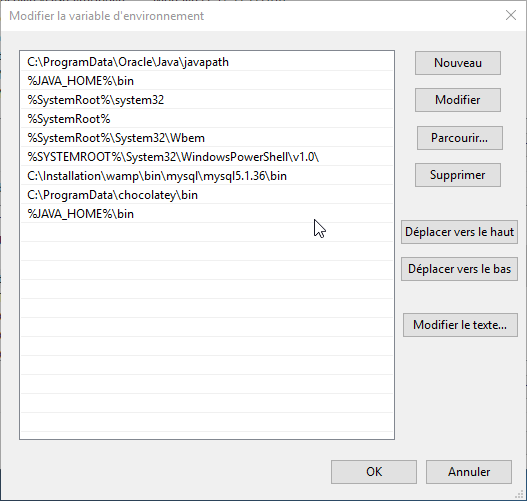 Modifier la variable d'environnement
C:\ProgramData\Oracle\Java\javapath
%JAVA_HOME%\bin
%SystemRoot%\system32
%SystemRoot%
%SystemRoot%\System32\Wbem
%SYSTEMROOT%\System32\WindowsPowerShell\v1.0\
C:\Installation\wamp\bin\mysql\mysql5.1.36\bin
C:\ProgramData\chocolatey\bin
%JAVA_HOME%\bin
Nouveau
Modifier
Parcourir...
Supprimer
Déplacer vers le haut
Déplacer vers le bas
Modifier le texte...
OK
Annuler